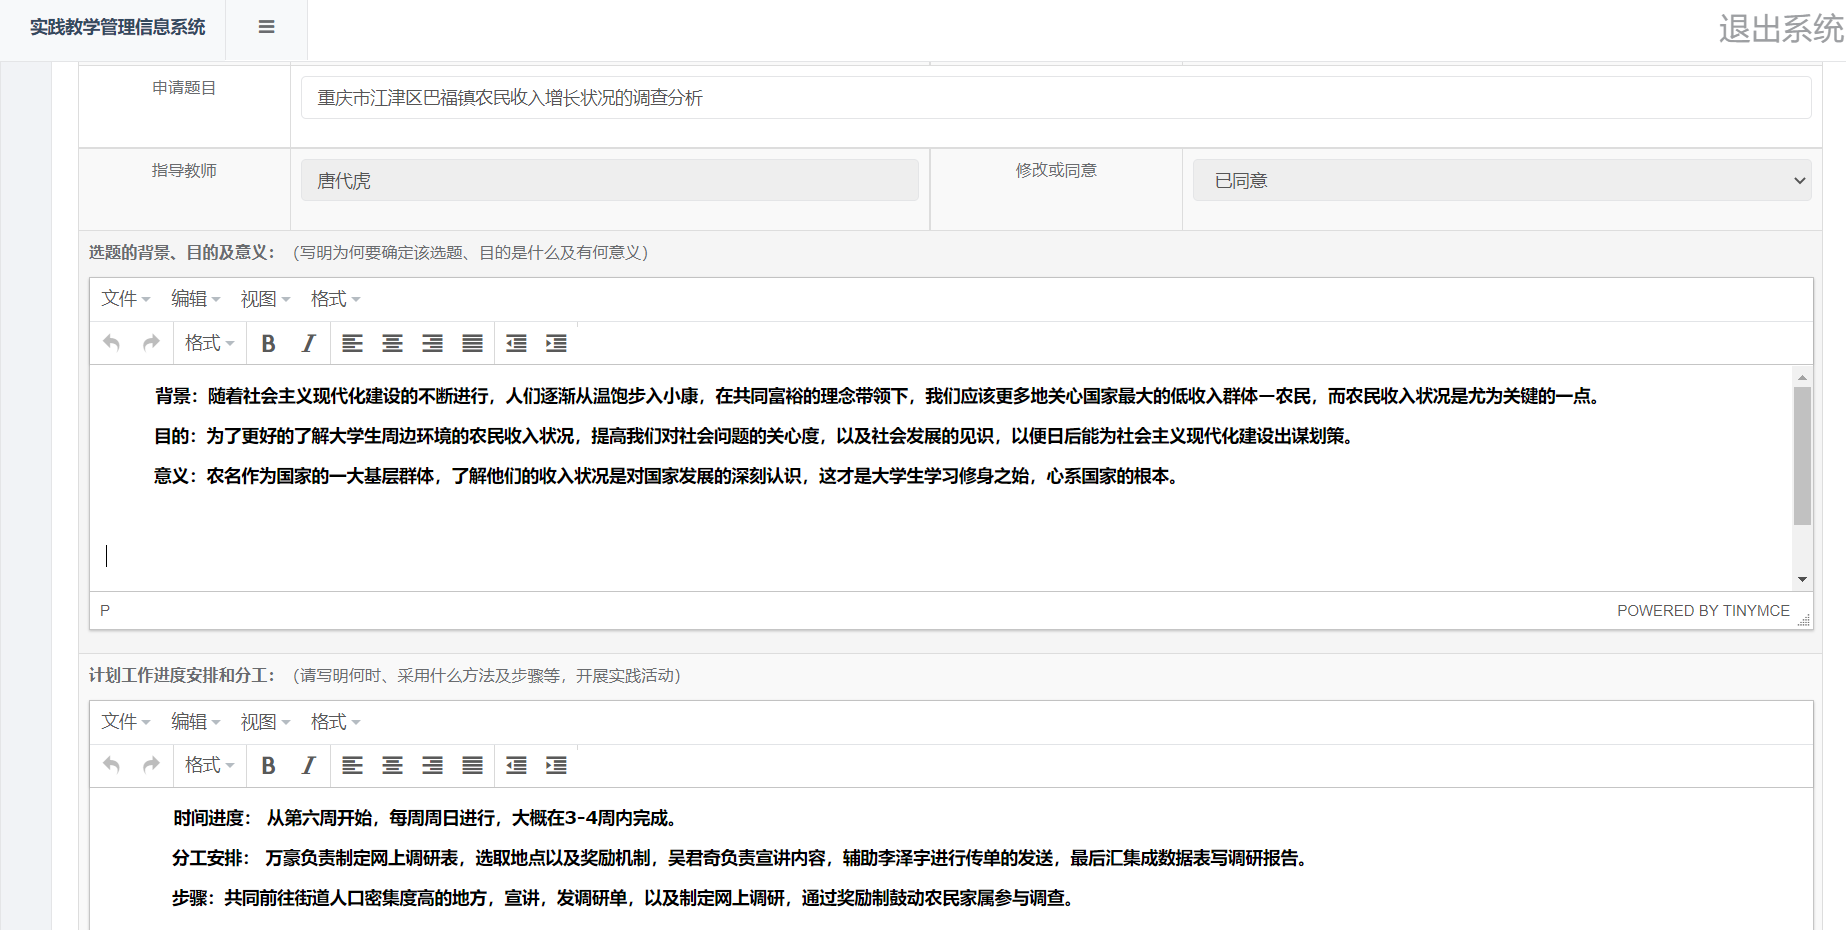 实践教学管理信息系统
退出系统
申请题目 重庆市江津区巴福镇农民收入增长状况的调查分析
指导教师 唐代虎 修改或同意 已同意
选题的背景、目的及意义：（写明为何要确定该选题、目的是什么及有何意义）
文件 编辑 视图 格式
格式 B I
背景：随着社会主义现代化建设的不断进行，人们逐渐从温饱步入小康，在共同富裕的理念带领下，我们应该更多地关心国家最大的低收入群体—农民，而农民收入状况是尤为关键的一点。
目的：为了更好的了解大学生周边环境的农民收入状况，提高我们对社会问题的关心度，以及社会发展的见识，以便日后能为社会主义现代化建设出谋划策。
意义：农名作为国家的一大基层群体，了解他们的收入状况是对国家发展的深刻认识，这才是大学生学习修身之始，心系国家的根本。
P POWERED BY TINYMCE
计划工作进度安排和分工：（请写明何时、采用什么方法及步骤等，开展实践活动）
文件 编辑 视图 格式
格式 B I
时间进度： 从第六周开始，每周周日进行，大概在3-4周内完成。
分工安排： 万豪负责制定网上调研表，选取地点以及奖励机制，吴君奇负责宣讲内容，辅助李泽宇进行传单的发送，最后汇集成数据表写调研报告。
步骤：共同前往街道人口密集度高的地方，宣讲，发调研单，以及制定网上调研，通过奖励制鼓动农民家属参与调查。